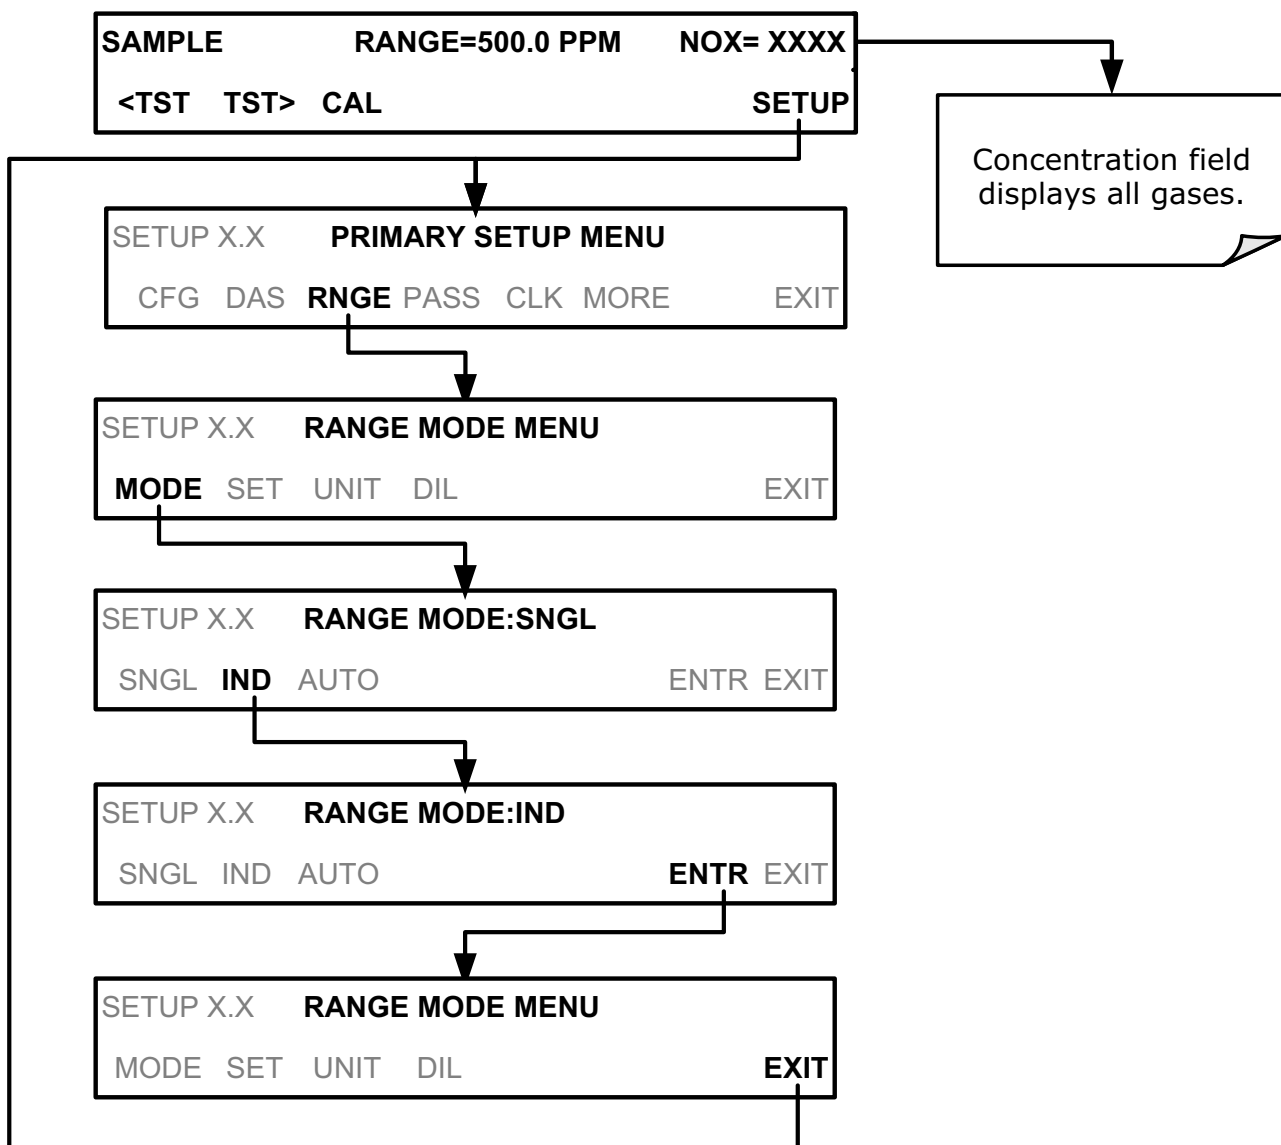 SAMPLE RANGE=500.0 PPM NOX= XXXX
<TST TST> CAL SETUP
Concentration field
displays all gases.
SETUP X.X PRIMARY SETUP MENU
CFG DAS RNGE PASS CLK MORE EXIT
SETUP X.X RANGE MODE MENU
MODE SET UNIT DIL EXIT
SETUP X.X RANGE MODE:SNGL
SNGL IND AUTO ENTR EXIT
SETUP X.X RANGE MODE:IND
SNGL IND AUTO ENTR EXIT
SETUP X.X RANGE MODE MENU
MODE SET UNIT DIL EXIT